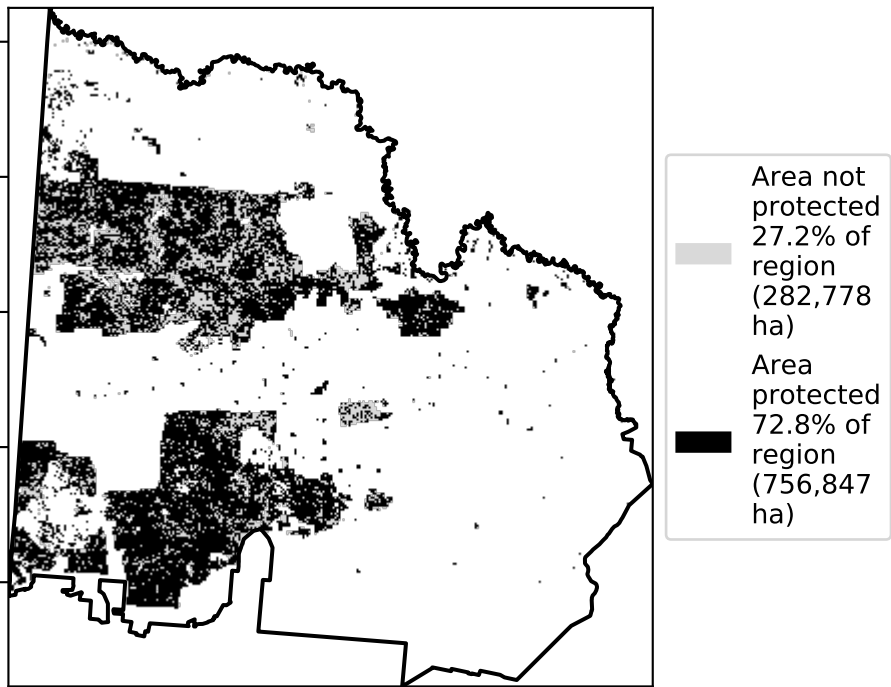 Area not
protected
27.2% of
region
(282,778
ha)
Area
protected
72.8% of
region
(756,847
ha)